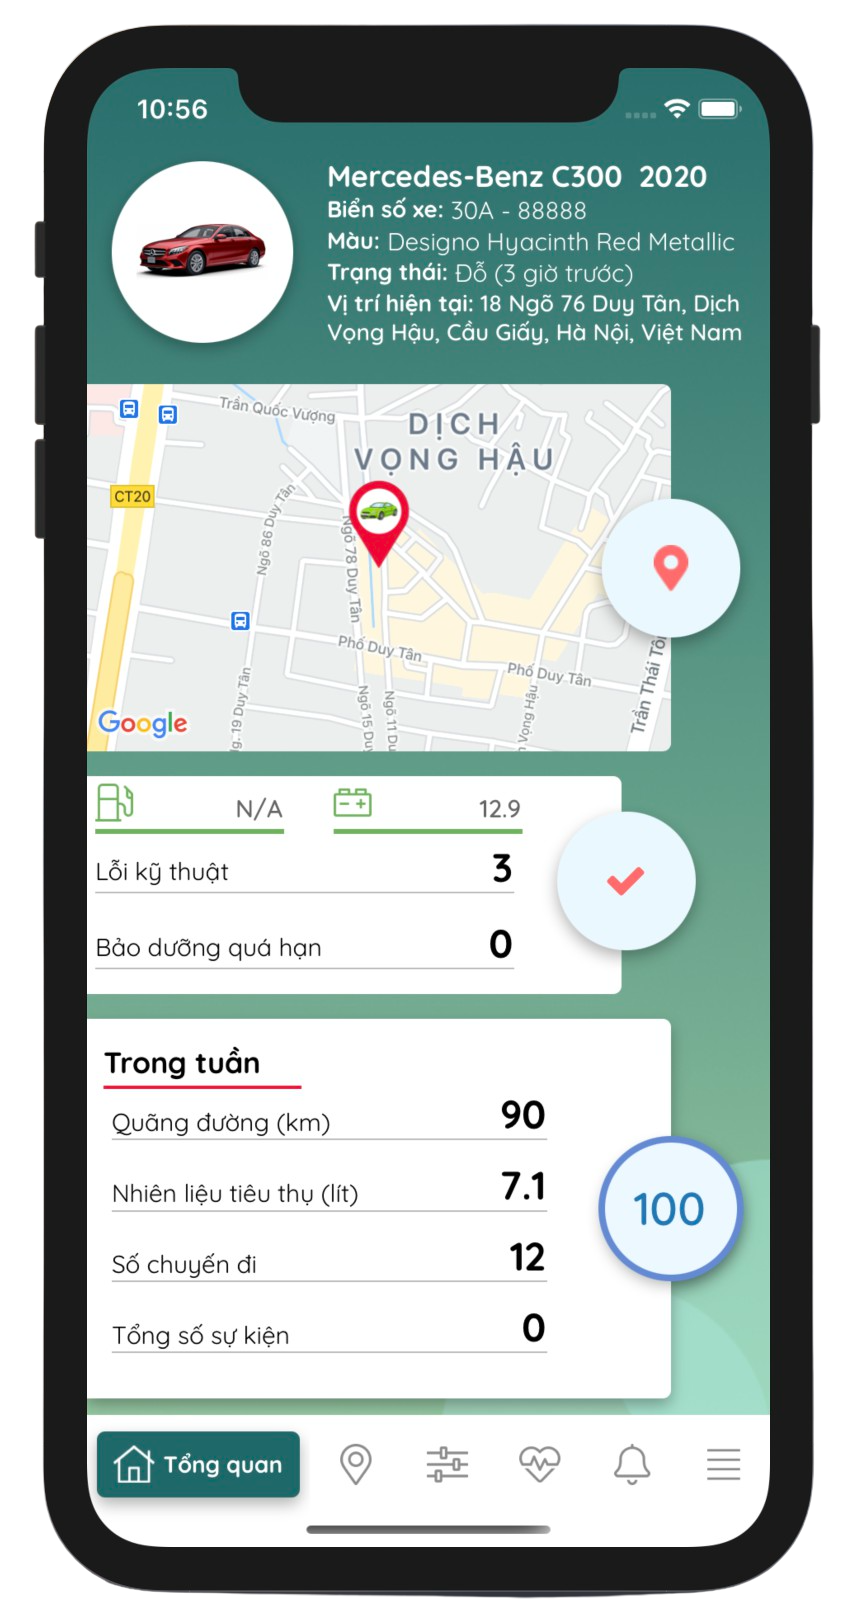 10:56
Mercedes-Benz C300 2020
Biển số xe: 30A - 88888
Màu: Designo Hyacinth Red Metallic
Trạng thái: Đỗ (3 giờ trước)
Vị trí hiện tại: 18 Ngõ 76 Duy Tân, Dịch
Vọng Hậu, Cầu Giấy, Hà Nội, Việt Nam
Trần Quốc Vượng
DỊCH
VỌNG HẬU
CT20
Ngõ 86 Duy Tân
Ngõ 78 Duy Tân
Phố Duy Tân
Phố Duy Tân
Trần Thái Tôn
Ng. 19 Duy Tân
Ngõ 15 Duy
Ngõ 11 Du
Vọng Hậu
Google
N/A
12.9
Lỗi kỹ thuật 3
Bảo dưỡng quá hạn 0
Trong tuần
Quãng đường (km) 90
Nhiên liệu tiêu thụ (lít) 7.1
100
Số chuyến đi 12
Tổng số sự kiện 0
Tổng quan